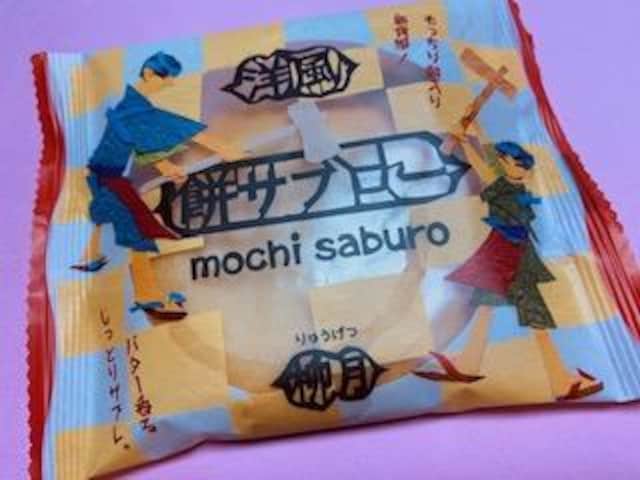 洋風
もっちり餅入り
新食感！
餅サブロー
mochi saburo
りゅうげつ
柳月
バター香る
しっとりサブレ。